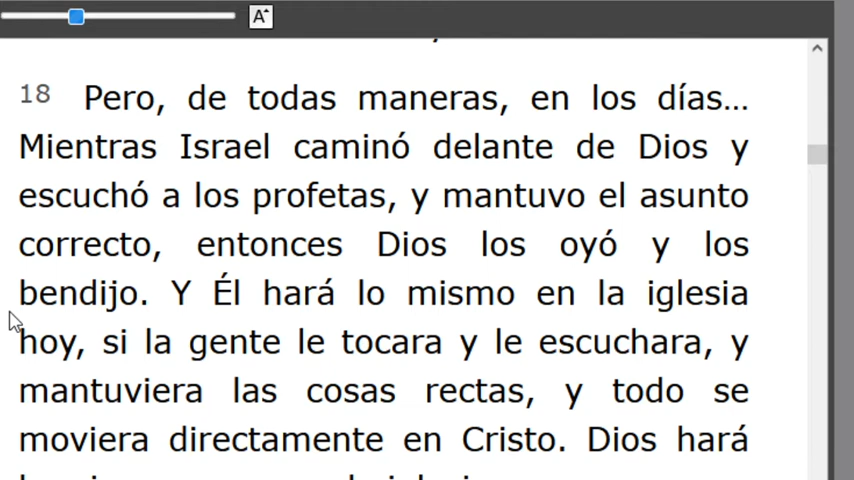 A
18 Pero, de todas maneras, en los días...
Mientras Israel caminó delante de Dios y
escuchó a los profetas, y mantuvo el asunto
correcto, entonces Dios los oyó y los
bendijo. Y Él hará lo mismo en la iglesia
hoy, si la gente le tocara y le escuchara, y
mantuviera las cosas rectas, y todo se
moviera directamente en Cristo. Dios hará